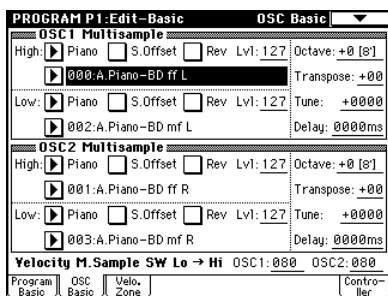 PROGRAM P1:Edit-Basic OSC Basic
OSC1 Multisample
High: Piano S.Offset Rev Lvl:127 Octave: +0 [8']
000:A.Piano-BD ff L Transpose: +00
Low: Piano S.Offset Rev Lvl:127 Tune: +0000
002:A.Piano-BD mf L Delay: 0000ms
OSC2 Multisample
High: Piano S.Offset Rev Lvl:127 Octave: +0 [8']
001:A.Piano-BD ff R Transpose: +00
Low: Piano S.Offset Rev Lvl:127 Tune: +0000
003:A.Piano-BD mf R Delay: 0000ms
Velocity M.Sample SW Lo → Hi OSC1:080 OSC2:080
Program Basic OSC Basic Velo. Zone Contro-ller